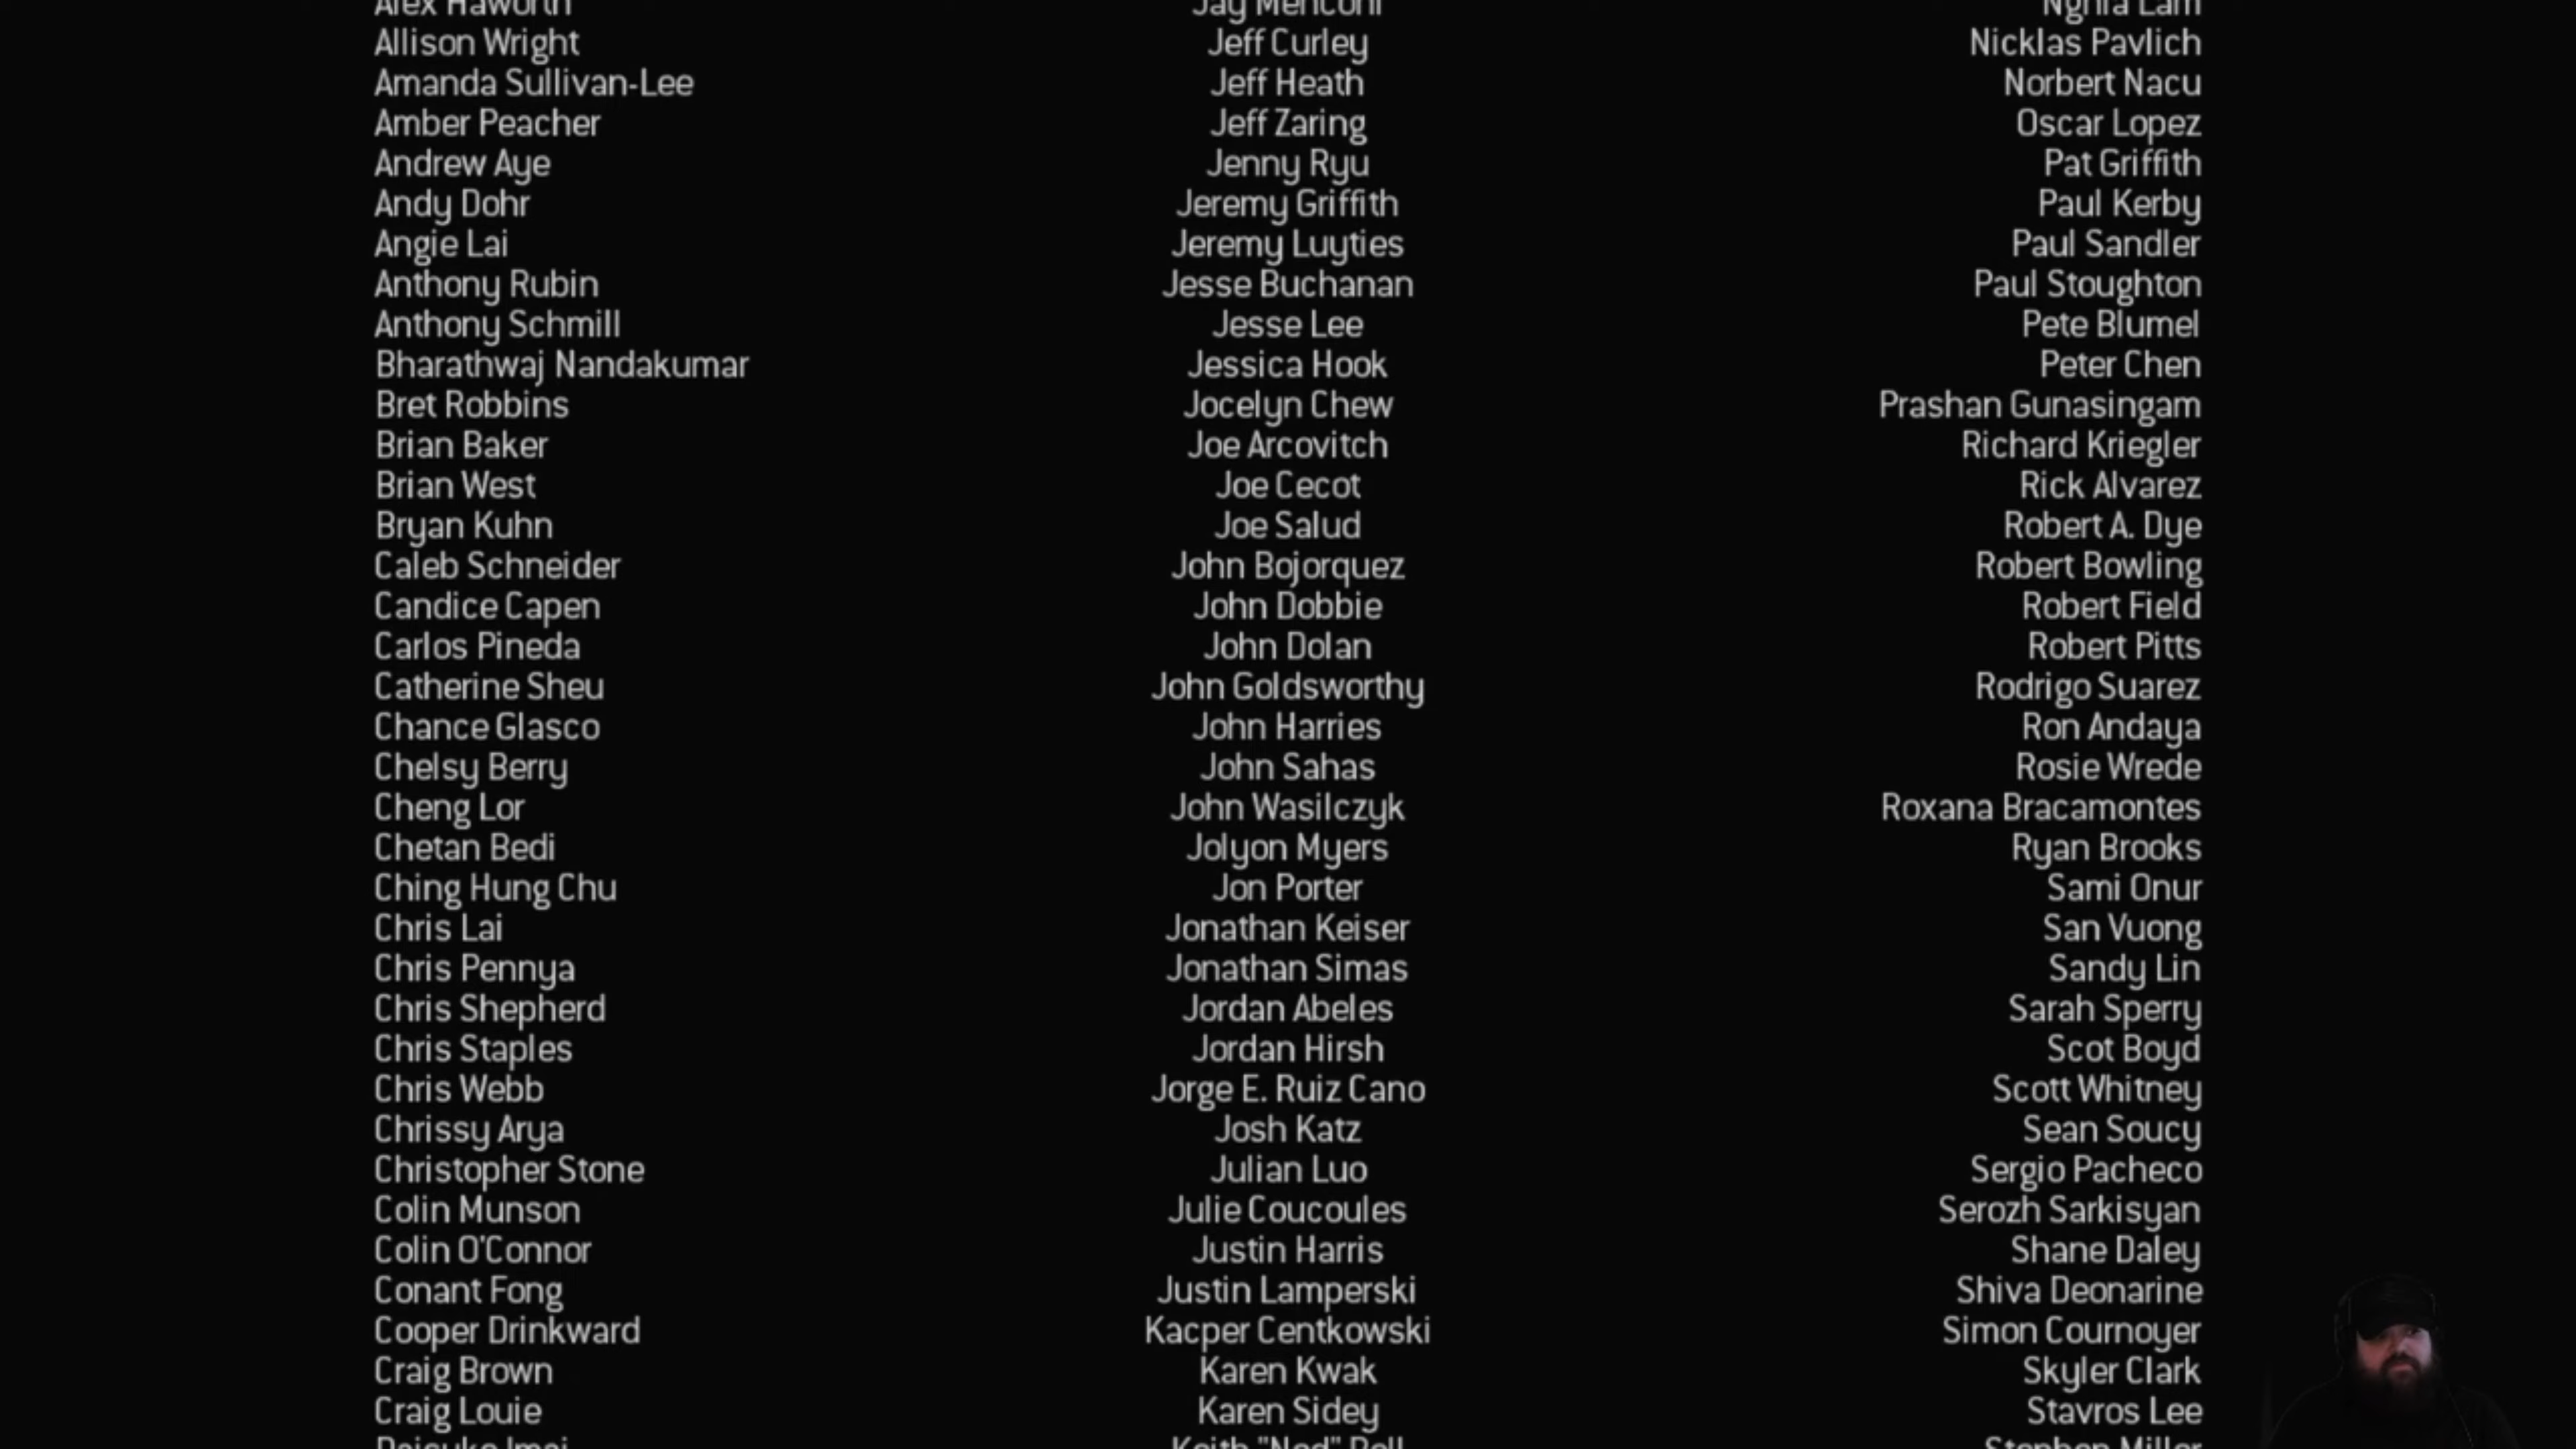 Alex Haworth
Allison Wright
Amanda Sullivan-Lee
Amber Peacher
Andrew Aye
Andy Dohr
Angie Lai
Anthony Rubin
Anthony Schmill
Bharathwaj Nandakumar
Bret Robbins
Brian Baker
Brian West
Bryan Kuhn
Caleb Schneider
Candice Capen
Carlos Pineda
Catherine Sheu
Chance Glasco
Chelsy Berry
Cheng Lor
Chetan Bedi
Ching Hung Chu
Chris Lai
Chris Pennya
Chris Shepherd
Chris Staples
Chris Webb
Chrissy Arya
Christopher Stone
Colin Munson
Colin O'Connor
Conant Fong
Cooper Drinkward
Craig Brown
Craig Louie
Jay Menconi
Jeff Curley
Jeff Heath
Jeff Zaring
Jenny Ryu
Jeremy Griffith
Jeremy Luyties
Jesse Buchanan
Jesse Lee
Jessica Hook
Jocelyn Chew
Joe Arcovitch
Joe Cecot
Joe Salud
John Bojorquez
John Dobbie
John Dolan
John Goldsworthy
John Harries
John Sahas
John Wasilczyk
Jolyon Myers
Jon Porter
Jonathan Keiser
Jonathan Simas
Jordan Abeles
Jordan Hirsh
Jorge E. Ruiz Cano
Josh Katz
Julian Luo
Julie Coucoules
Justin Harris
Justin Lamperski
Kacper Centkowski
Karen Kwak
Karen Sidey
Keith "Ned" Bell
Nghia Lam
Nicklas Pavlich
Norbert Nacu
Oscar Lopez
Pat Griffith
Paul Kerby
Paul Sandler
Paul Stoughton
Pete Blumel
Peter Chen
Prashan Gunasingam
Richard Kriegler
Rick Alvarez
Robert A. Dye
Robert Bowling
Robert Field
Robert Pitts
Rodrigo Suarez
Ron Andaya
Rosie Wrede
Roxana Bracamontes
Ryan Brooks
Sami Onur
San Vuong
Sandy Lin
Sarah Sperry
Scot Boyd
Scott Whitney
Sean Soucy
Sergio Pacheco
Serozh Sarkisyan
Shane Daley
Shiva Deonarine
Simon Cournoyer
Skyler Clark
Stavros Lee
Stephen Miller